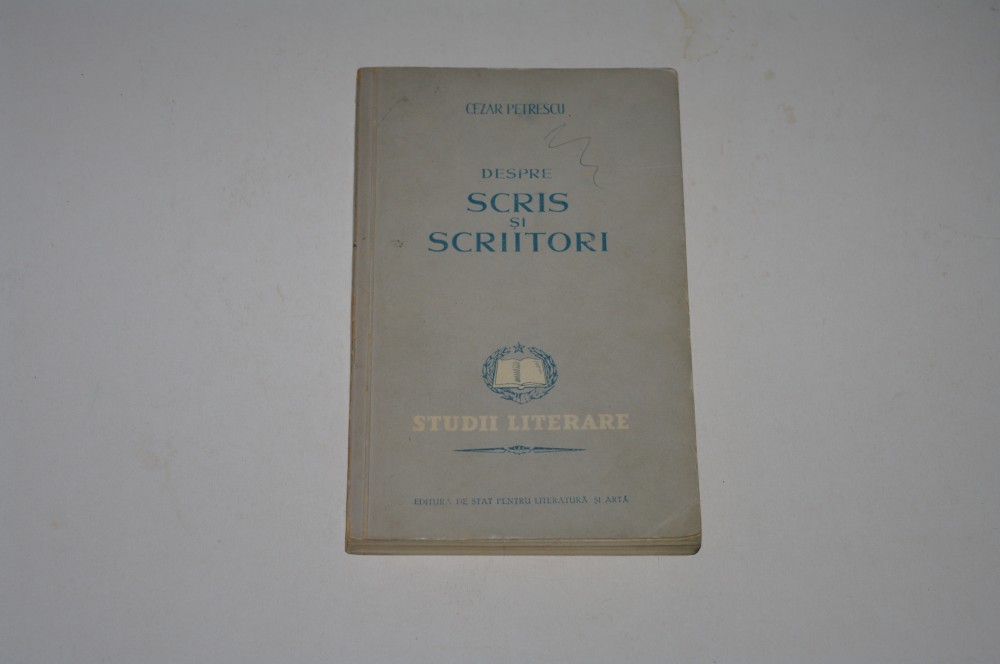 CEZAR PETRESCU
DESPRE
SCRIS
ȘI
SCRIITORI
STUDII LITERARE
EDITURA DE STAT PENTRU LITERATURĂ ȘI ARTĂ